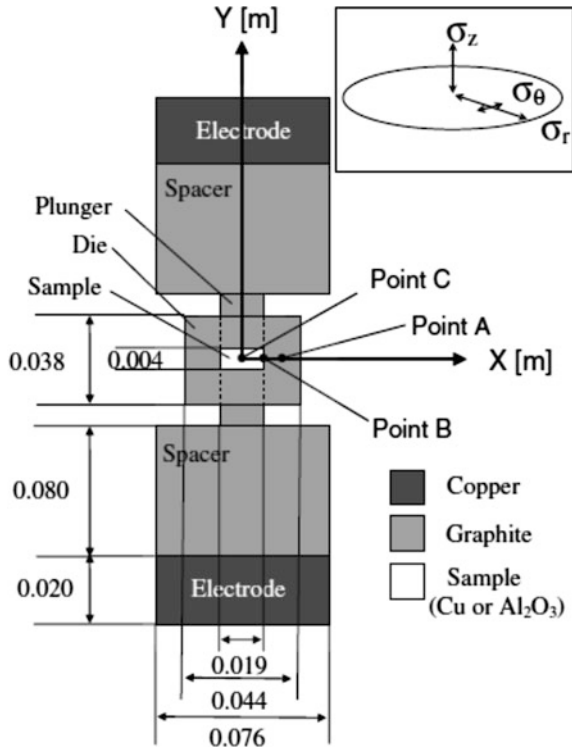 Y [m]
σz
σθ
σr
Electrode
Spacer
Plunger
Die
Sample
Point C
Point A
0.038
0.004
X [m]
Point B
Spacer
0.080
Copper
Graphite
Sample
(Cu or Al₂O₃)
Electrode
0.020
0.019
0.044
0.076